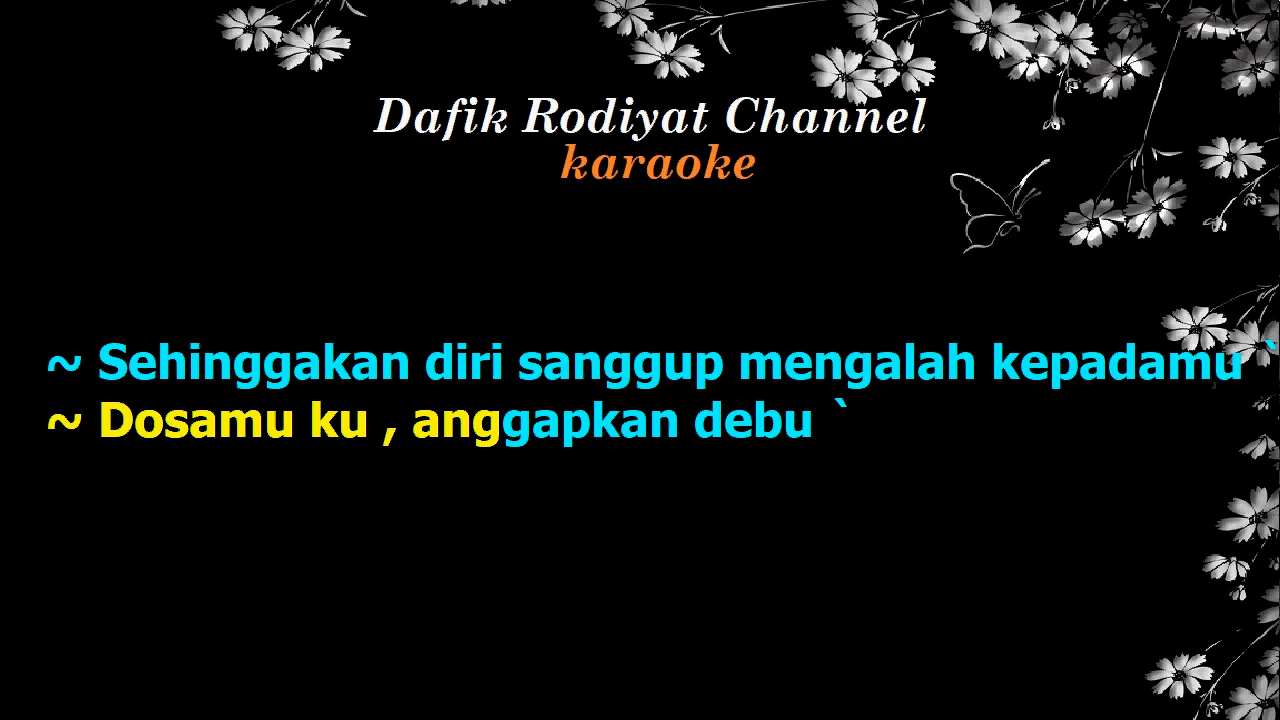 Dafik Rodiyat Channel
karaoke
~ Sehinggakan diri sanggup mengalah kepadamu `
~ Dosamu ku , anggapkan debu `